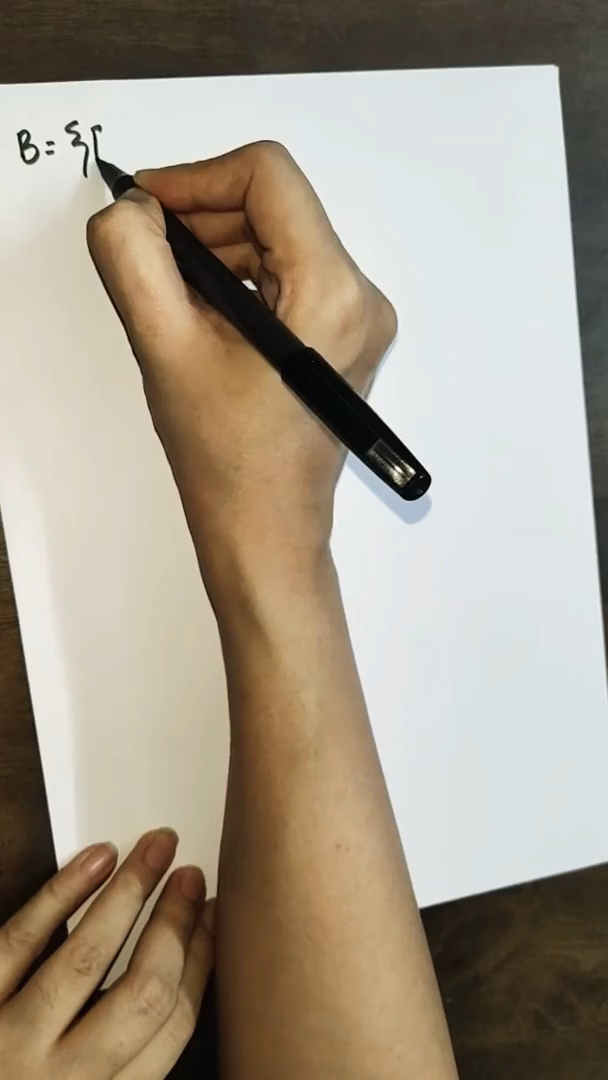 B = {[